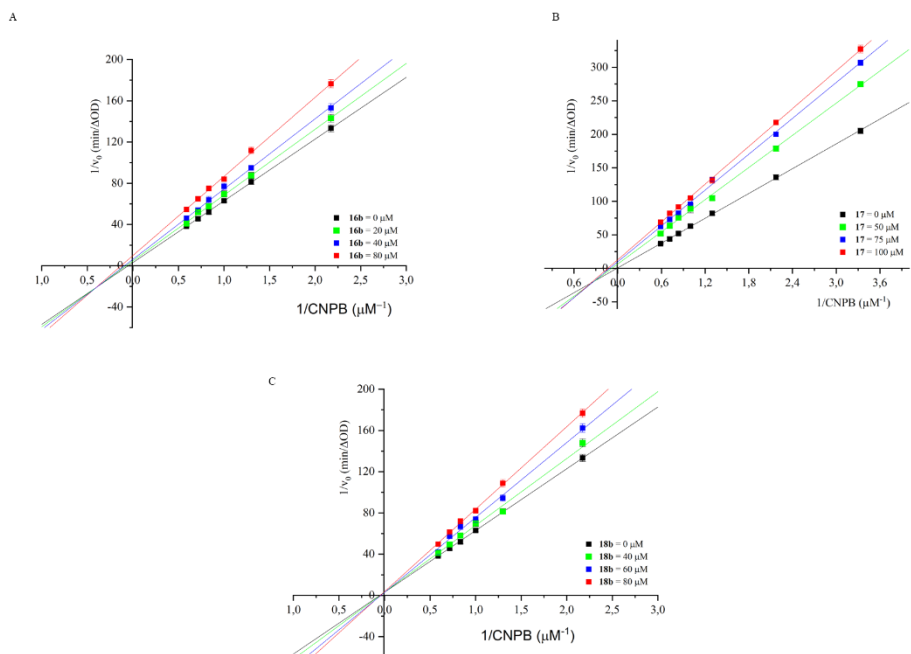 A
200
160
120
80
40
-40
1/v₀ (min/ΔOD)
1,0 0,5 0,0 0,5 1,0 1,5 2,0 2,5 3,0
1/CNPB (µM⁻¹)
16b = 0 µM
16b = 20 µM
16b = 40 µM
16b = 80 µM
B
300
250
200
150
100
50
0
-50
1/v₀ (min/ΔOD)
0,6 0,0 0,6 1,2 1,8 2,4 3,0 3,6
1/CNPB (µM⁻¹)
17 = 0 µM
17 = 50 µM
17 = 75 µM
17 = 100 µM
C
200
160
120
80
40
0
-40
1/v₀ (min/ΔOD)
1,0 0,5 0,0 0,5 1,0 1,5 2,0 2,5 3,0
1/CNPB (µM⁻¹)
18b = 0 µM
18b = 40 µM
18b = 60 µM
18b = 80 µM